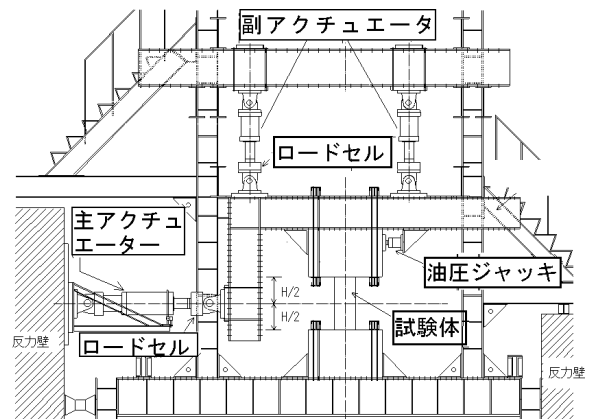 副アクチュエータ
ロードセル
主アクチュ
エーター
油圧ジャッキ
H/2
H/2
試験体
ロードセル
反力壁
反力壁